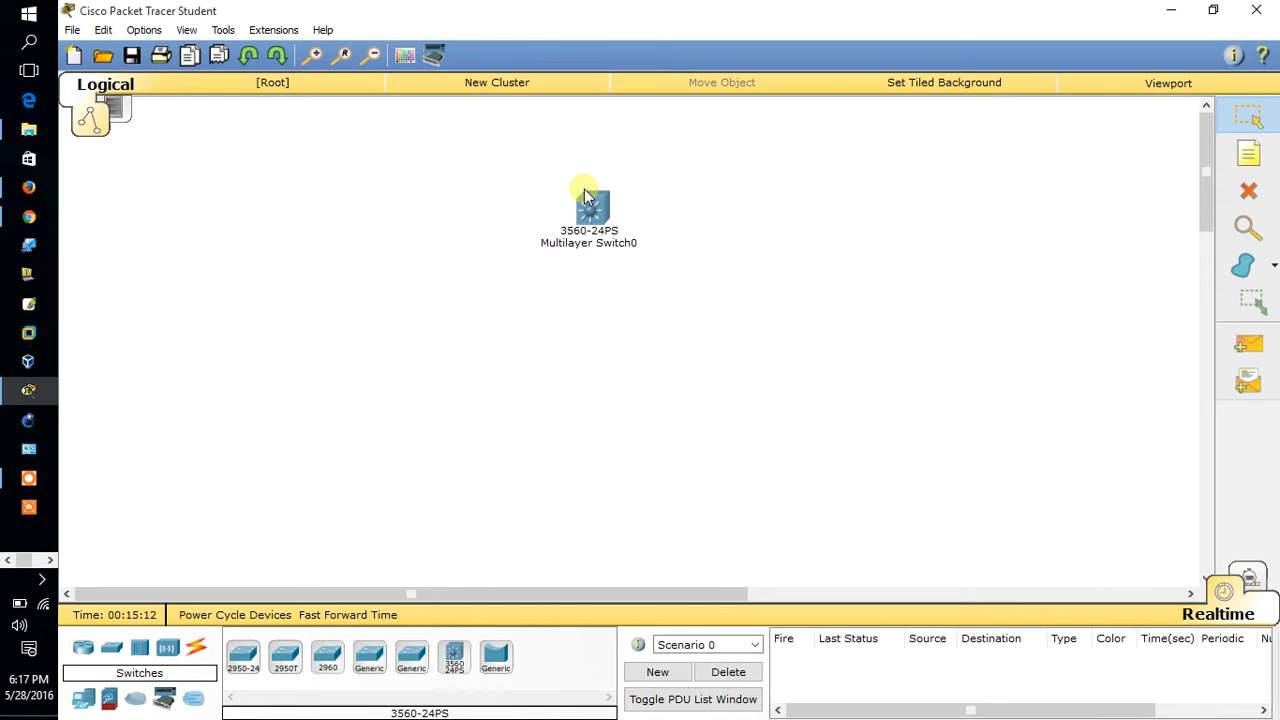 Cisco Packet Tracer Student
File Edit Options View Tools Extensions Help
Logical [Root] New Cluster Move Object Set Tiled Background Viewport
3560-24PS
Multilayer Switch0
Time: 00:15:12 Power Cycle Devices Fast Forward Time
Realtime
Switches
2950-24 2950T 2960 Generic Generic 3560 24PS Generic
3560-24PS
Scenario 0
New Delete
Toggle PDU List Window
Fire Last Status Source Destination Type Color Time(sec) Periodic
6:17 PM
5/28/2016